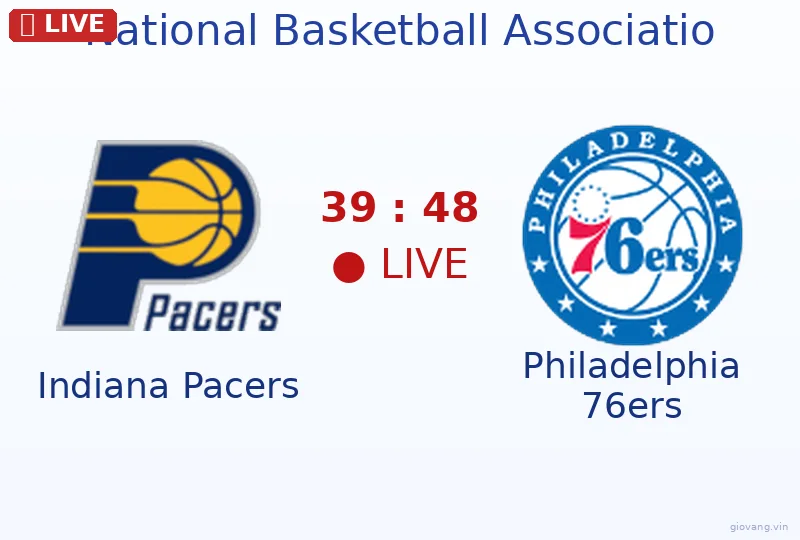 LIVE
National Basketball Associatio
PHILADELPHIA
76ers
Pacers
39 : 48
● LIVE
Indiana Pacers
Philadelphia
76ers
giovang.vin